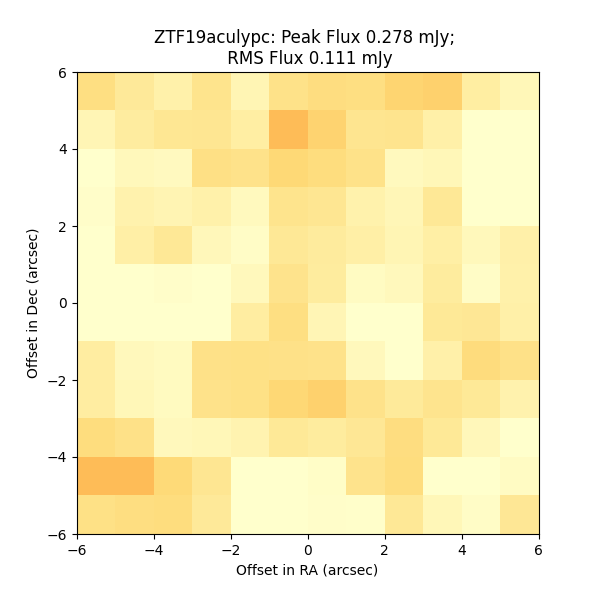 ZTF19aculypc: Peak Flux 0.278 mJy;
RMS Flux 0.111 mJy
6
4
2
0
−2
−4
−6
Offset in Dec (arcsec)
−6 −4 −2 0 2 4 6
Offset in RA (arcsec)